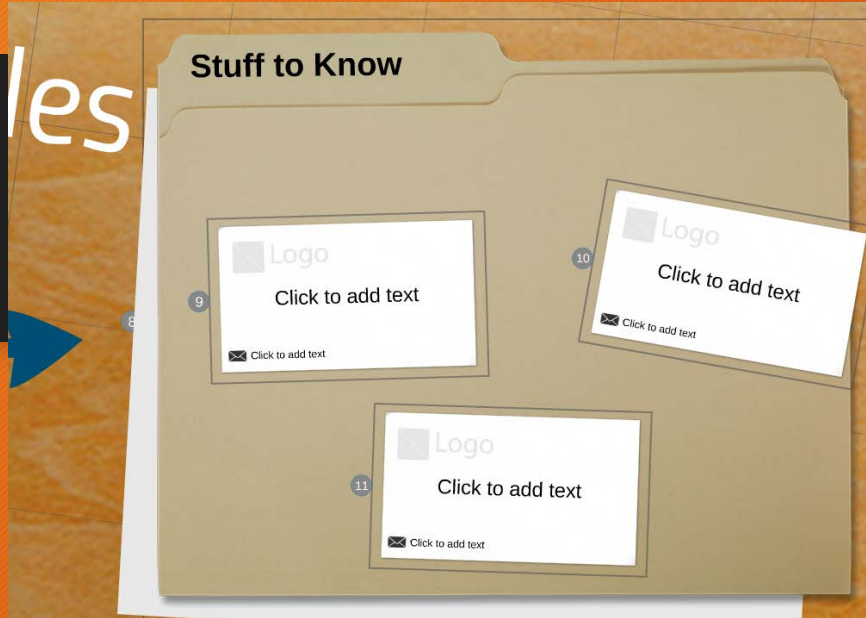 les
Stuff to Know
8
9
Logo
Click to add text
Click to add text
10
Logo
Click to add text
Click to add text
11
Logo
Click to add text
Click to add text